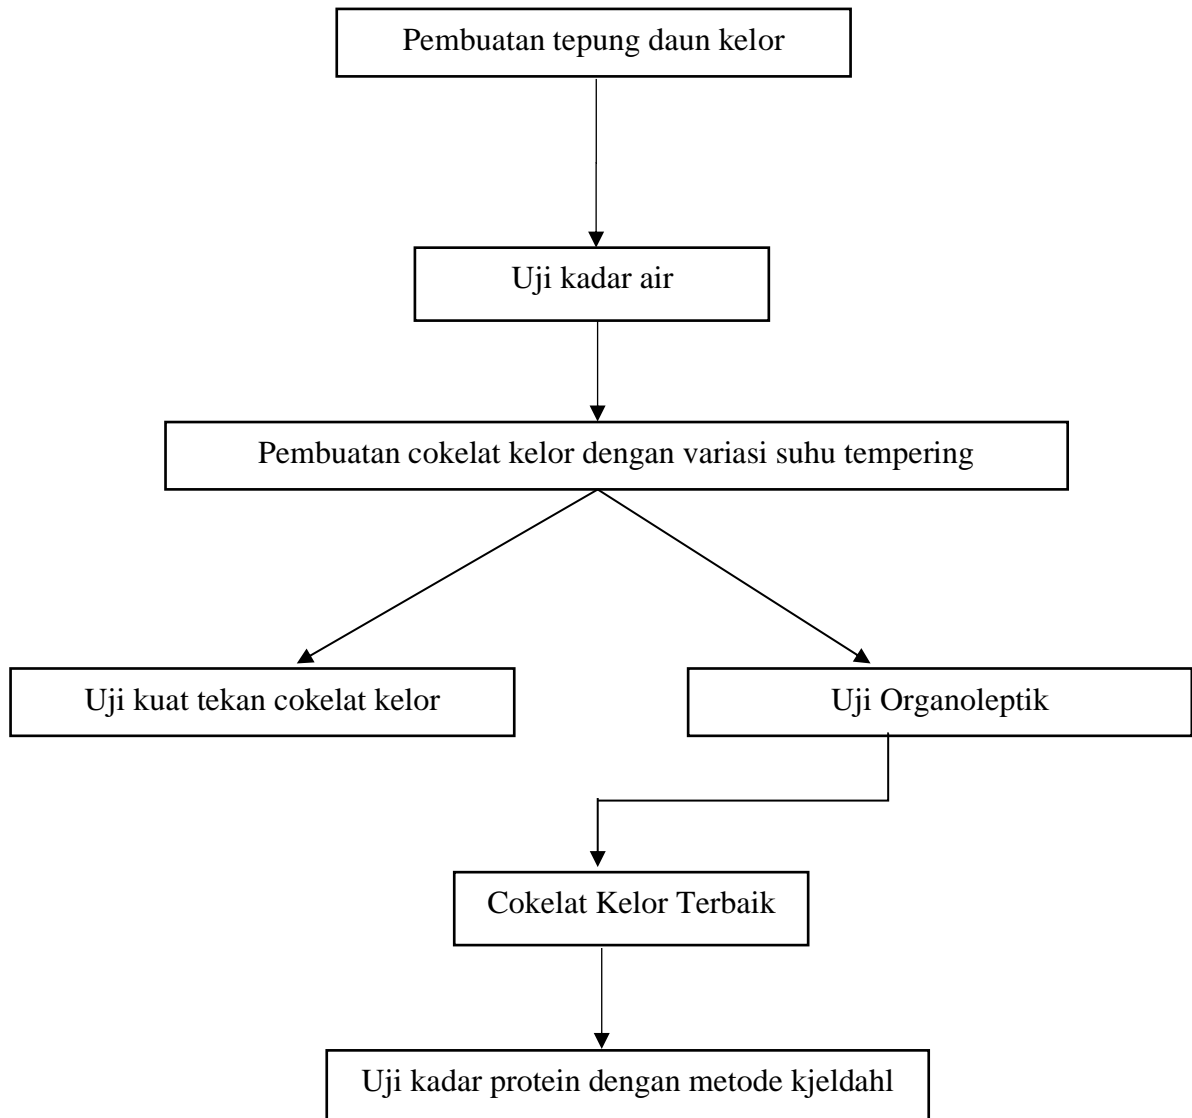 Pembuatan tepung daun kelor
Uji kadar air
Pembuatan cokelat kelor dengan variasi suhu tempering
Uji kuat tekan cokelat kelor
Uji Organoleptik
Cokelat Kelor Terbaik
Uji kadar protein dengan metode kjeldahl